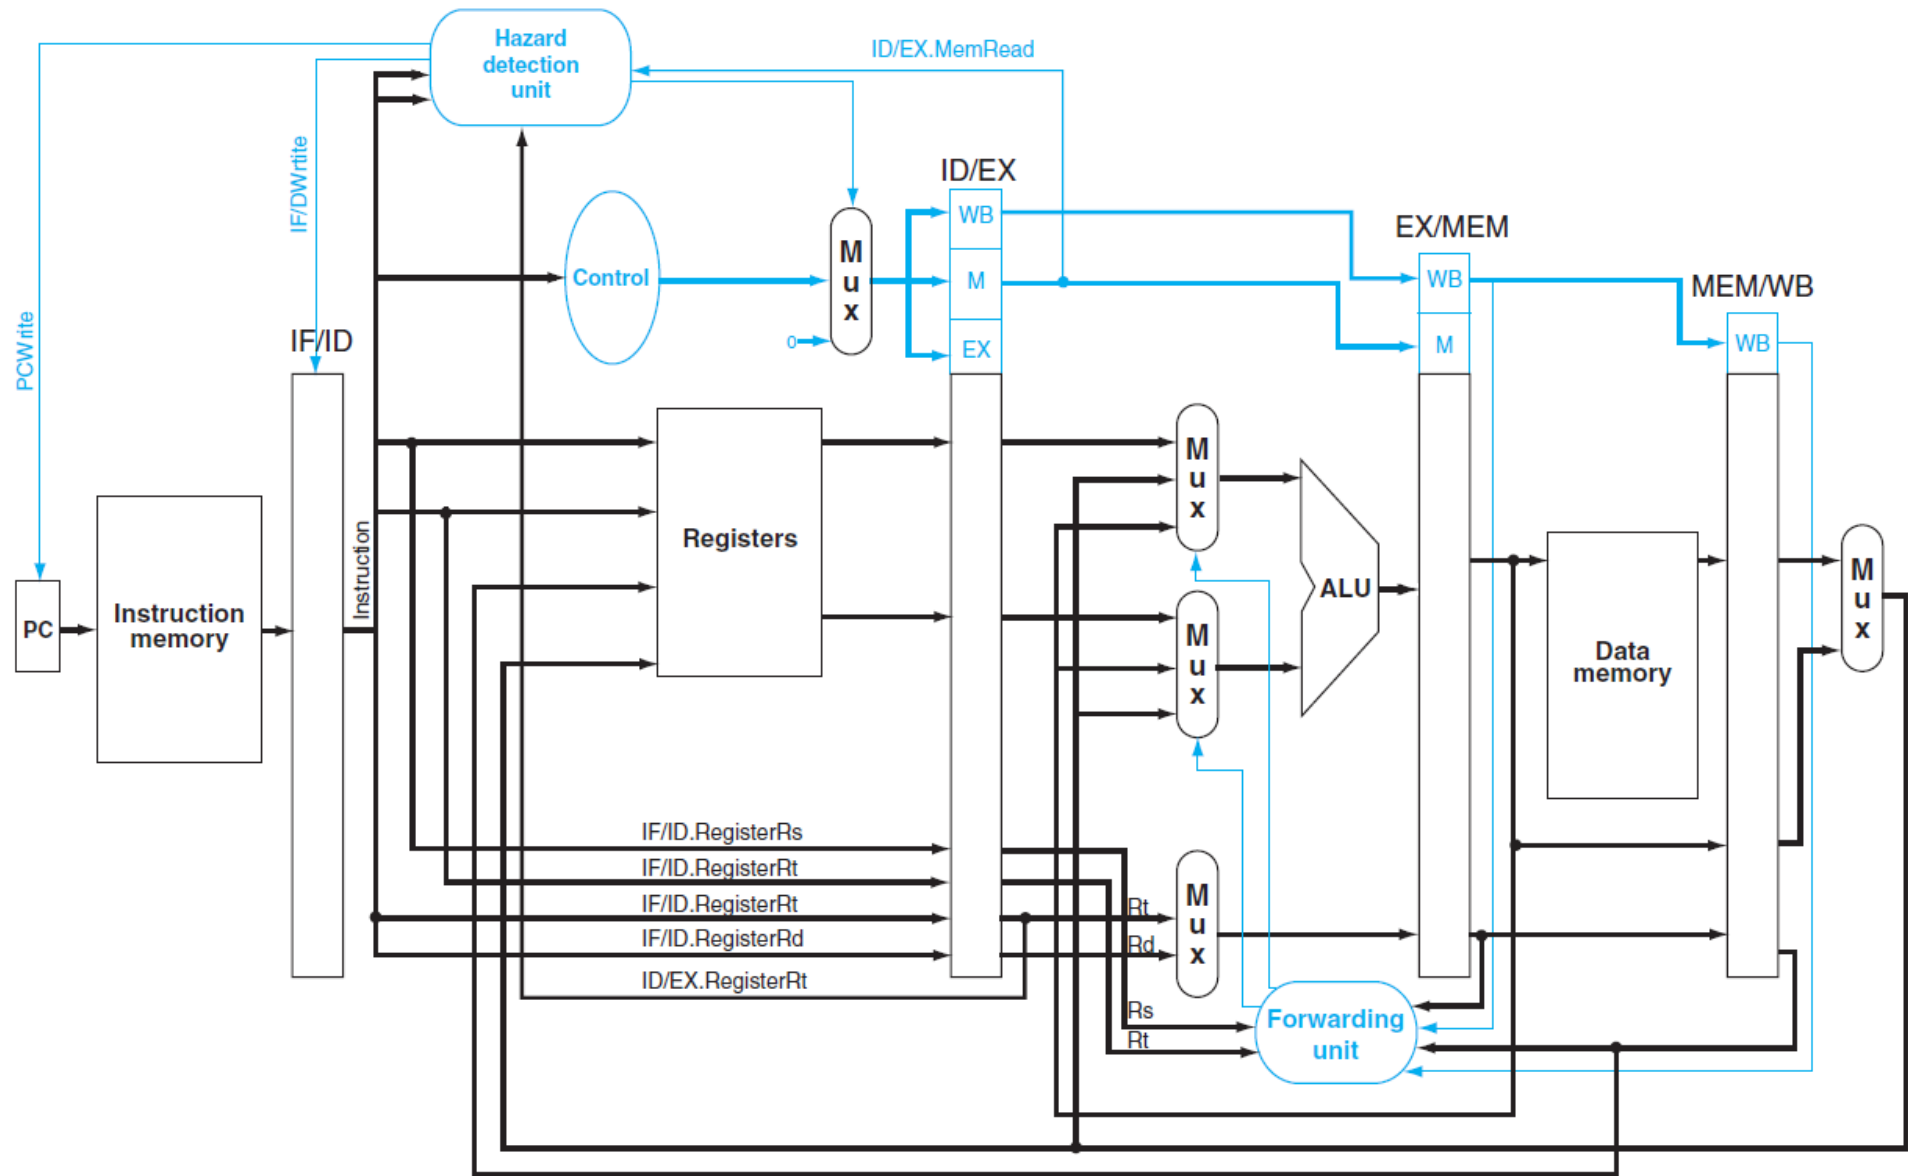 Hazard
detection
unit
ID/EX.MemRead
IF/DWrtite
PCWrite
ID/EX
WB
M
EX
EX/MEM
WB
M
MEM/WB
WB
Control
M
u
x
0
IF/ID
Instruction
PC
Instruction
memory
Registers
M
u
x
M
u
x
ALU
Data
memory
M
u
x
IF/ID.RegisterRs
IF/ID.RegisterRt
IF/ID.RegisterRt
IF/ID.RegisterRd
ID/EX.RegisterRt
Rt
Rd
M
u
x
Rs
Rt
Forwarding
unit